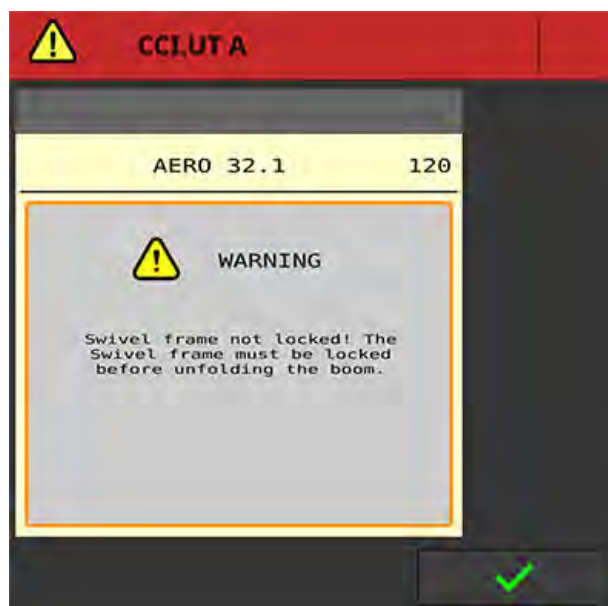 CCI.UT A
AERO 32.1 120
WARNING
Swivel frame not locked! The
Swivel frame must be locked
before unfolding the boom.